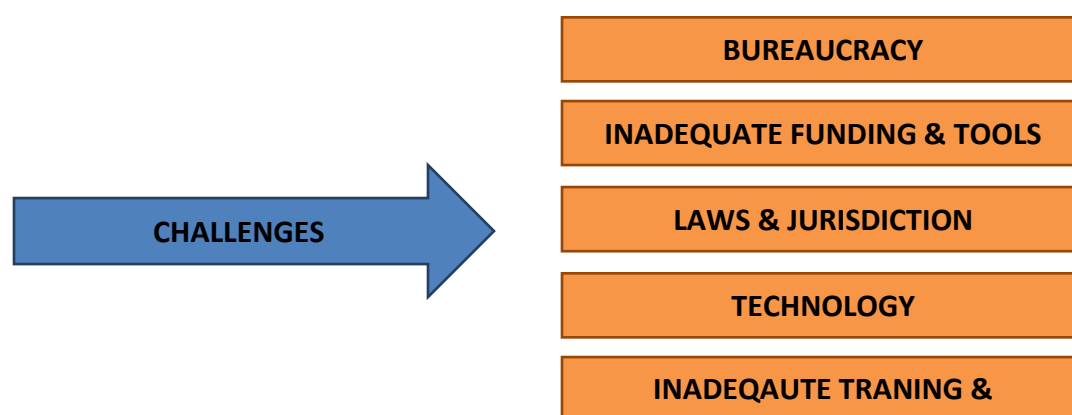 BUREAUCRACY
INADEQUATE FUNDING & TOOLS
CHALLENGES
LAWS & JURISDICTION
TECHNOLOGY
INADEQAUTE TRANING &